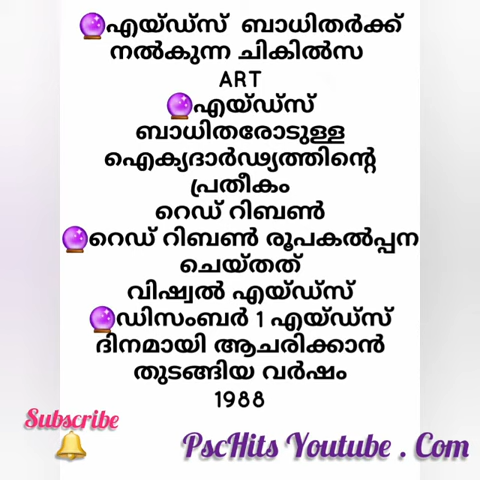 എയ്ഡ്സ് ബാധിതർക്ക്
നൽകുന്ന ചികിൽസ
ART
എയ്ഡ്സ്
ബാധിതരോടുള്ള
ഐക്യദാർഢ്യത്തിന്റെ
പ്രതീകം
റെഡ് റിബൺ
റെഡ് റിബൺ രൂപകൽപ്പന
ചെയ്തത്
വിഷ്വൽ എയ്ഡ്സ്
ഡിസംബർ 1 എയ്ഡ്സ്
ദിനമായി ആചരിക്കാൻ
തുടങ്ങിയ വർഷം
1988
Subscribe
PscHits Youtube . Com